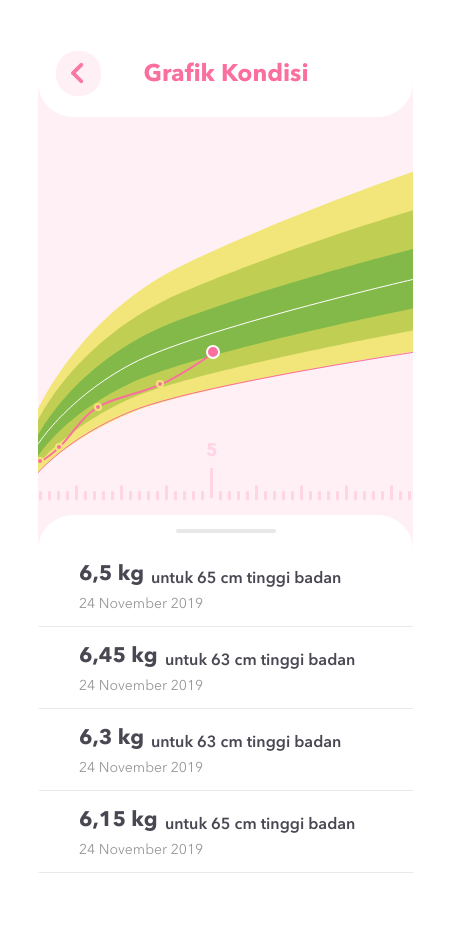 Grafik Kondisi
5
6,5 kg untuk 65 cm tinggi badan
24 November 2019
6,45 kg untuk 63 cm tinggi badan
24 November 2019
6,3 kg untuk 63 cm tinggi badan
24 November 2019
6,15 kg untuk 65 cm tinggi badan
24 November 2019